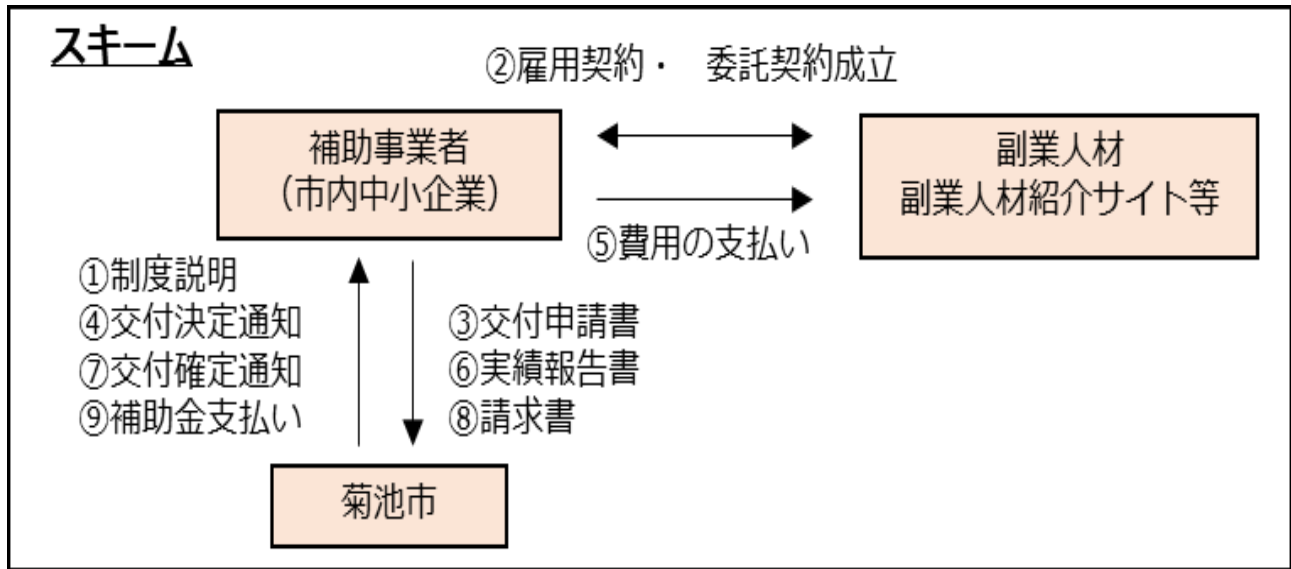 スキーム
②雇用契約・ 委託契約成立
補助事業者
(市内中小企業)
副業人材
副業人材紹介サイト等
⑤費用の支払い
①制度説明
④交付決定通知
⑦交付確定通知
⑨補助金支払い
③交付申請書
⑥実績報告書
⑧請求書
菊池市